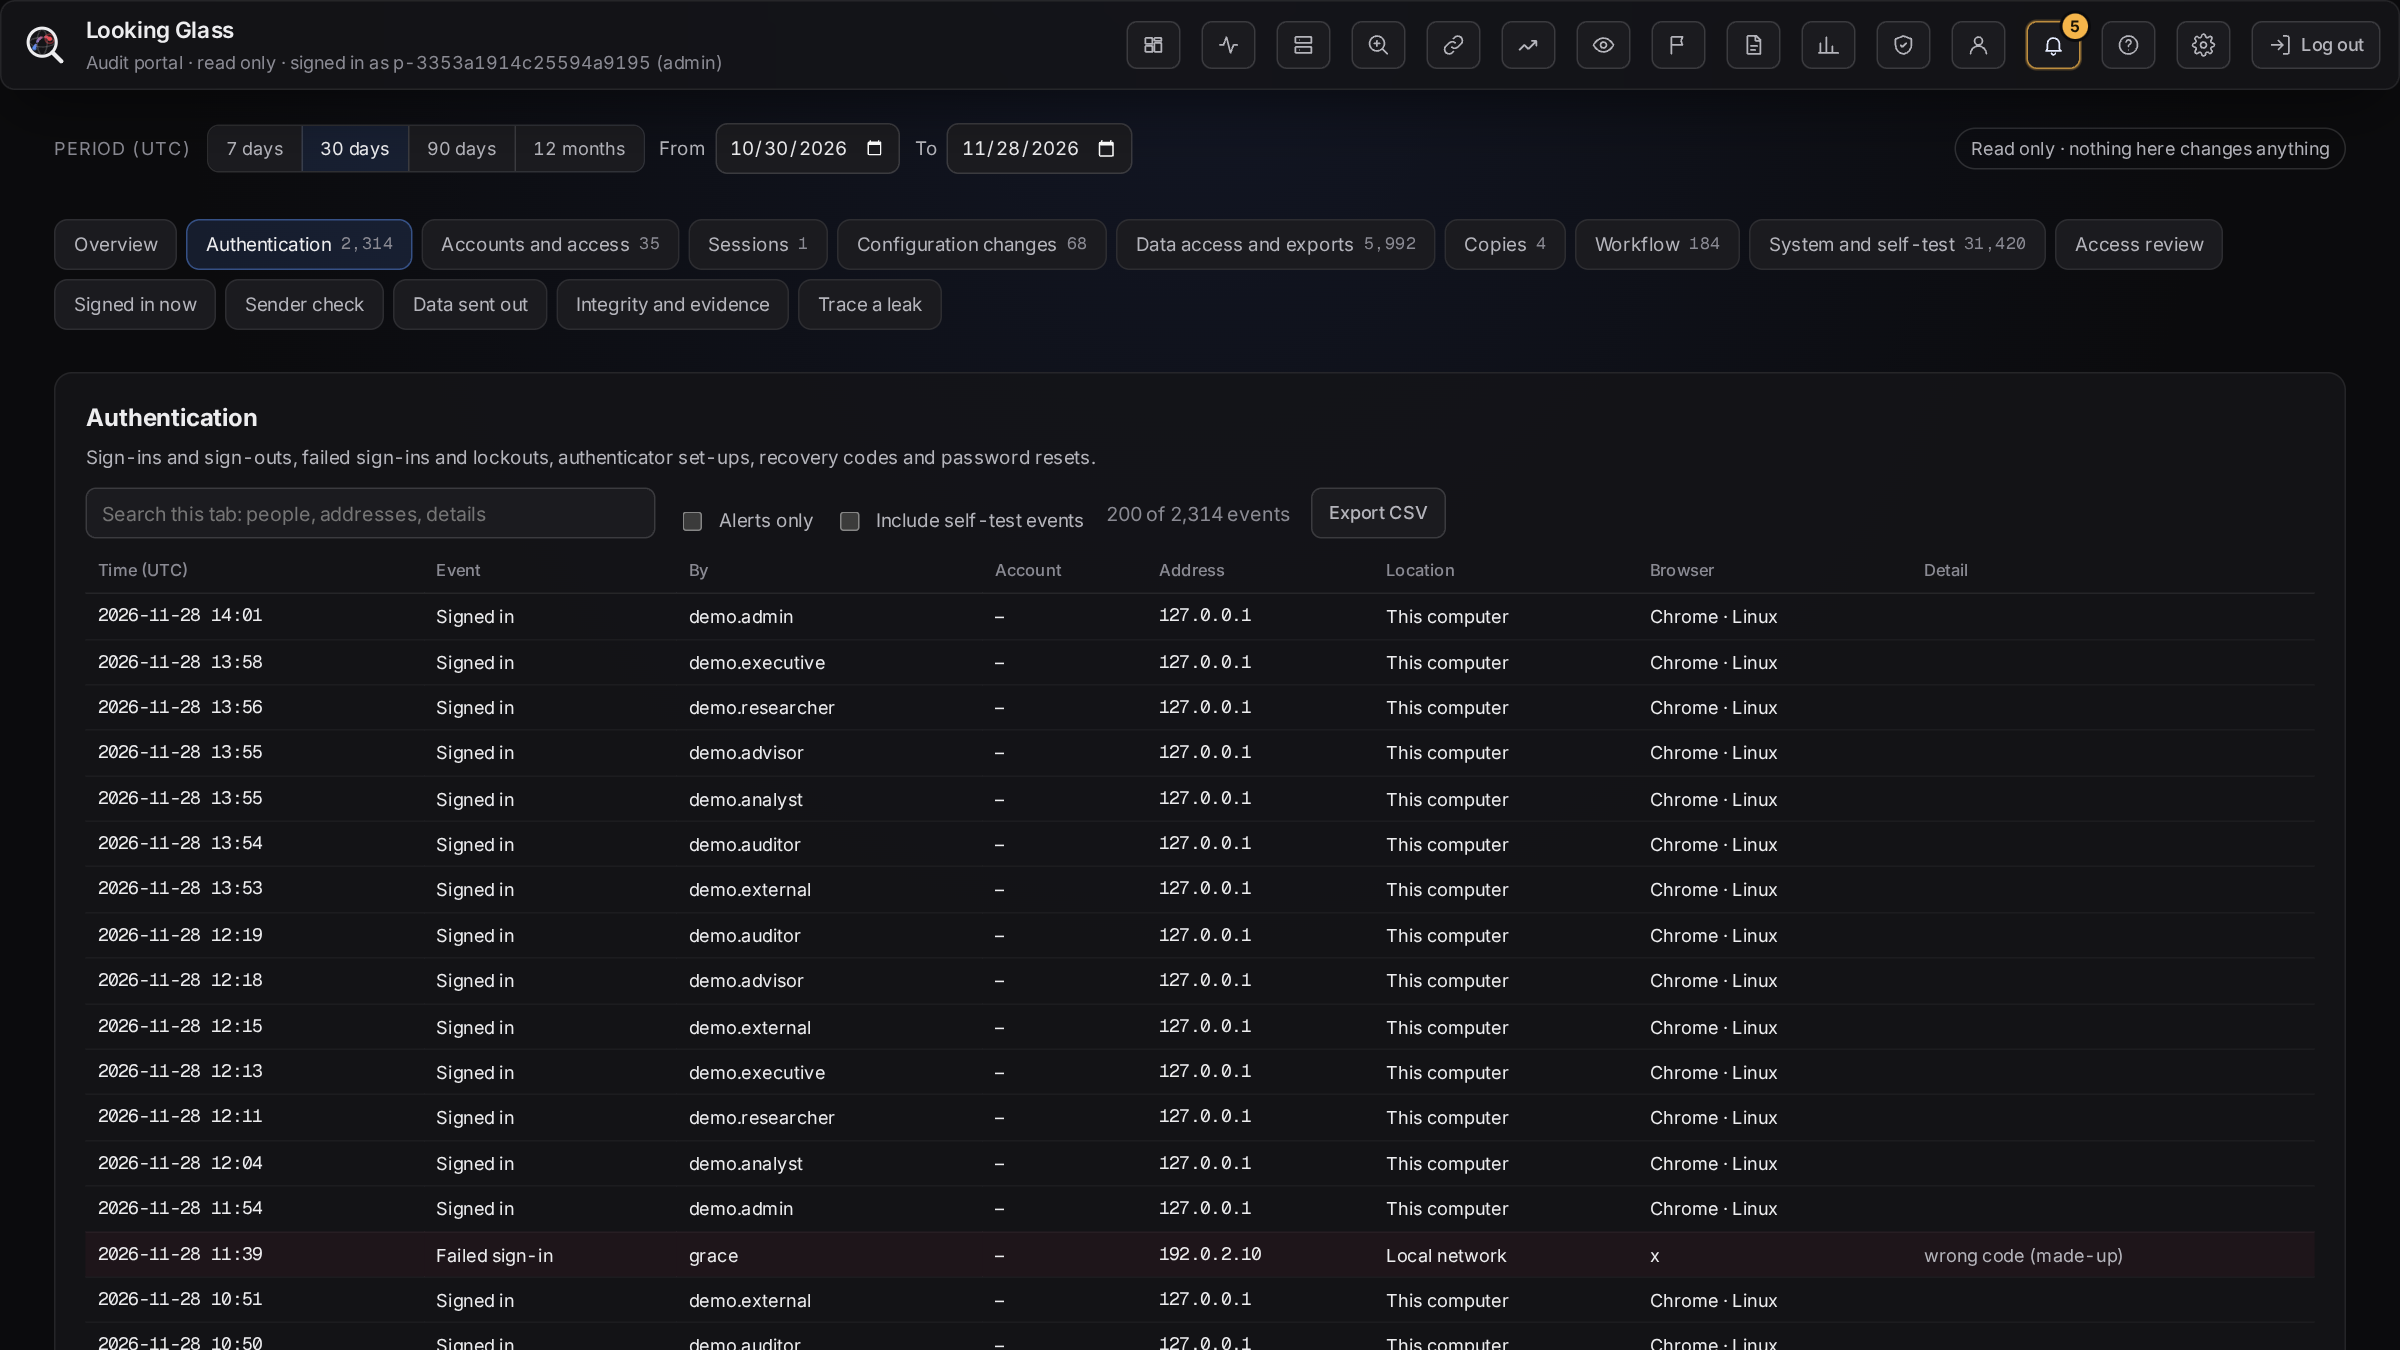 Looking Glass
Audit portal · read only · signed in as p-3353a1914c25594a9195 (admin)
5
Log out
PERIOD (UTC) 7 days 30 days 90 days 12 months From 10/30/2026 To 11/28/2026 Read only · nothing here changes anything
Overview Authentication 2,314 Accounts and access 35 Sessions 1 Configuration changes 68 Data access and exports 5,992 Copies 4 Workflow 184 System and self-test 31,420 Access review
Signed in now Sender check Data sent out Integrity and evidence Trace a leak
Authentication
Sign-ins and sign-outs, failed sign-ins and lockouts, authenticator set-ups, recovery codes and password resets.
Search this tab: people, addresses, details Alerts only Include self-test events 200 of 2,314 events Export CSV
Time (UTC) Event By Account Address Location Browser Detail
2026-11-28 14:01 Signed in demo.admin – 127.0.0.1 This computer Chrome · Linux
2026-11-28 13:58 Signed in demo.executive – 127.0.0.1 This computer Chrome · Linux
2026-11-28 13:56 Signed in demo.researcher – 127.0.0.1 This computer Chrome · Linux
2026-11-28 13:55 Signed in demo.advisor – 127.0.0.1 This computer Chrome · Linux
2026-11-28 13:55 Signed in demo.analyst – 127.0.0.1 This computer Chrome · Linux
2026-11-28 13:54 Signed in demo.auditor – 127.0.0.1 This computer Chrome · Linux
2026-11-28 13:53 Signed in demo.external – 127.0.0.1 This computer Chrome · Linux
2026-11-28 12:19 Signed in demo.auditor – 127.0.0.1 This computer Chrome · Linux
2026-11-28 12:18 Signed in demo.advisor – 127.0.0.1 This computer Chrome · Linux
2026-11-28 12:15 Signed in demo.external – 127.0.0.1 This computer Chrome · Linux
2026-11-28 12:13 Signed in demo.executive – 127.0.0.1 This computer Chrome · Linux
2026-11-28 12:11 Signed in demo.researcher – 127.0.0.1 This computer Chrome · Linux
2026-11-28 12:04 Signed in demo.analyst – 127.0.0.1 This computer Chrome · Linux
2026-11-28 11:54 Signed in demo.admin – 127.0.0.1 This computer Chrome · Linux
2026-11-28 11:39 Failed sign-in grace – 192.0.2.10 Local network x wrong code (made-up)
2026-11-28 10:51 Signed in demo.external – 127.0.0.1 This computer Chrome · Linux
2026-11-28 10:50 Signed in demo.auditor – 127.0.0.1 This computer Chrome · Linux